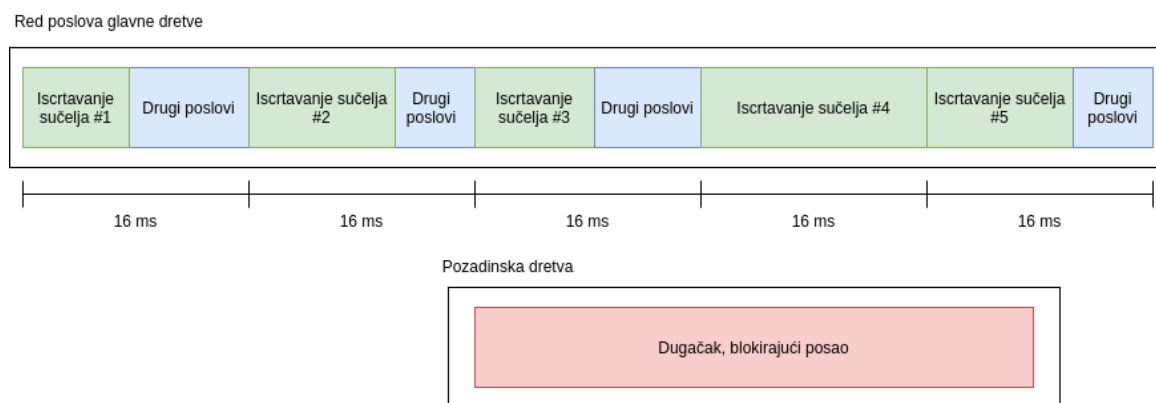 Red poslova glavne dretve
Iscrtavanje
sučelja #1
Drugi poslovi
Iscrtavanje sučelja
#2
Drugi
poslovi
Iscrtavanje
sučelja #3
Drugi poslovi
Iscrtavanje sučelja #4
Iscrtavanje sučelja
#5
Drugi
poslovi
16 ms
16 ms
16 ms
16 ms
16 ms
Pozadinska dretva
Dugačak, blokirajući posao